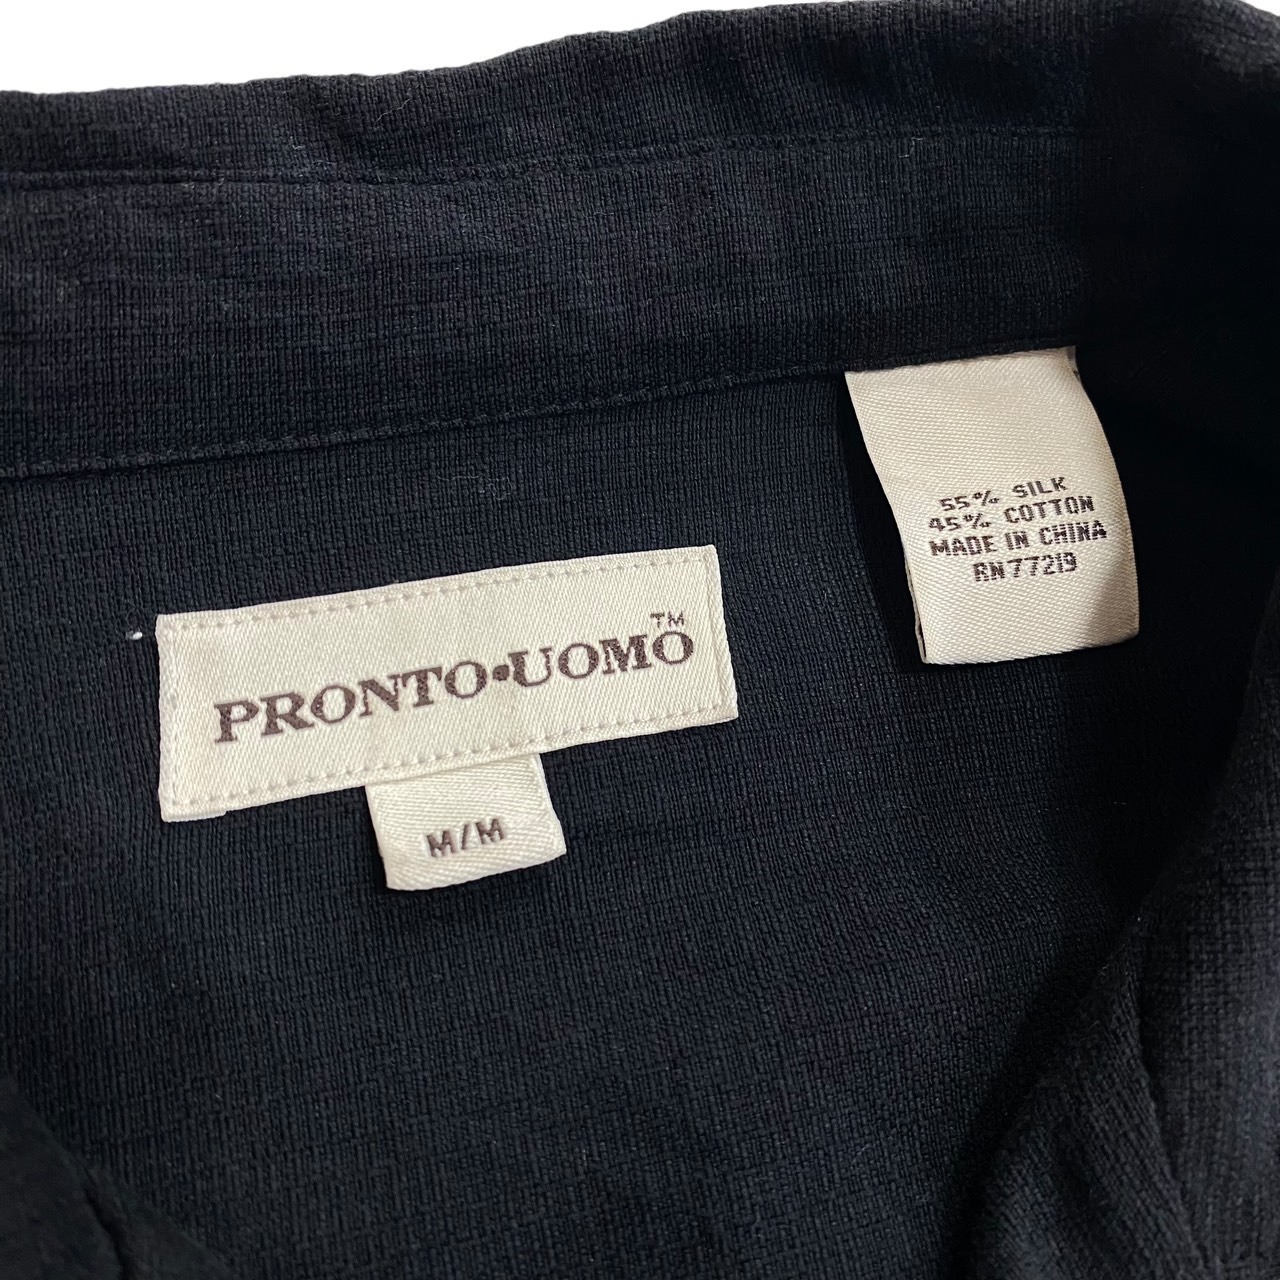 55% SILK
45% COTTON
MADE IN CHINA
RN77219
PRONTO•UOMO™
M/M